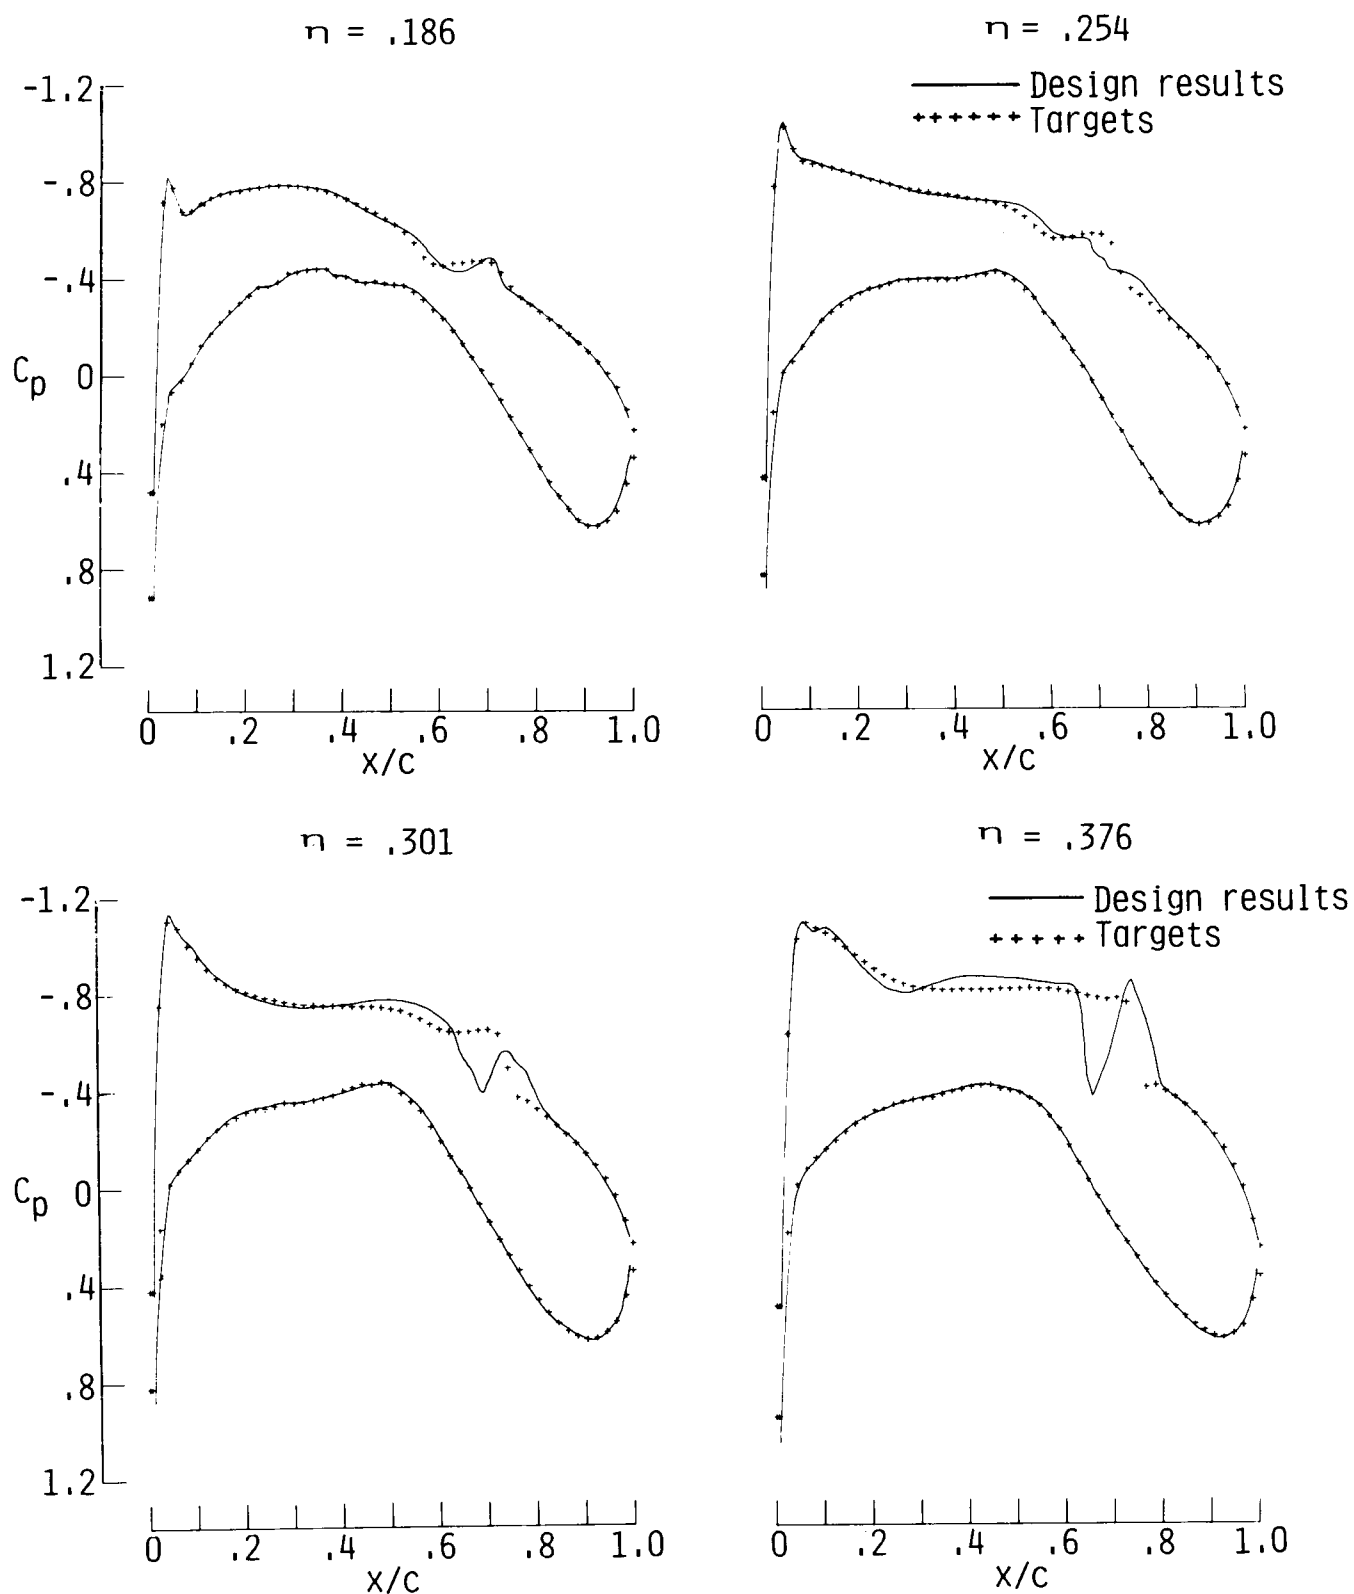 η = .186
η = .254
Design results
Targets
-1.2
-.8
-.4
Cp 0
.4
.8
1.2
0 .2 .4 .6 .8 1.0
x/c
0 .2 .4 .6 .8 1.0
x/c
η = .301
η = .376
Design results
Targets
-1.2
-.8
-.4
Cp 0
.4
.8
1.2
0 .2 .4 .6 .8 1.0
x/c
0 .2 .4 .6 .8 1.0
x/c